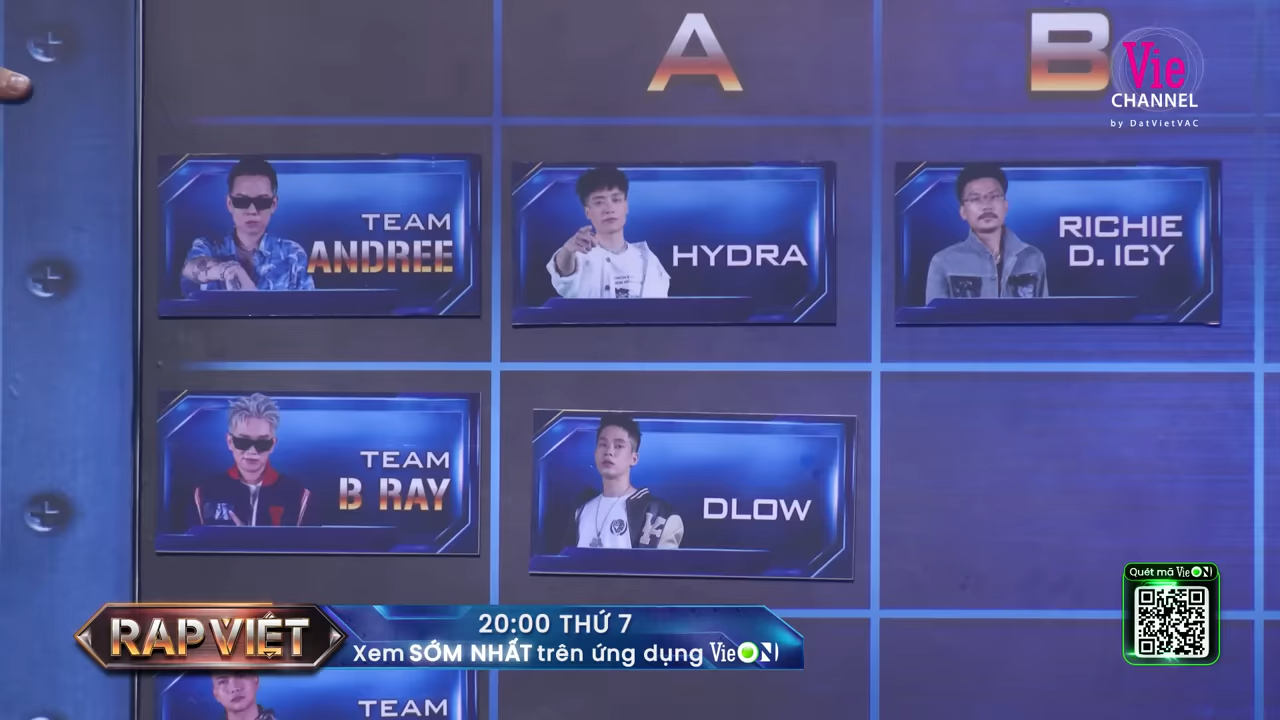 A
B
Vie
CHANNEL
by DatVietVAC
TEAM
ANDREE
HYDRA
RICHIE
D. ICY
TEAM
B RAY
DLOW
Quét mã VieON
RAP VIỆT
20:00 THỨ 7
Xem SỚM NHẤT trên ứng dụng VieON
TEAM